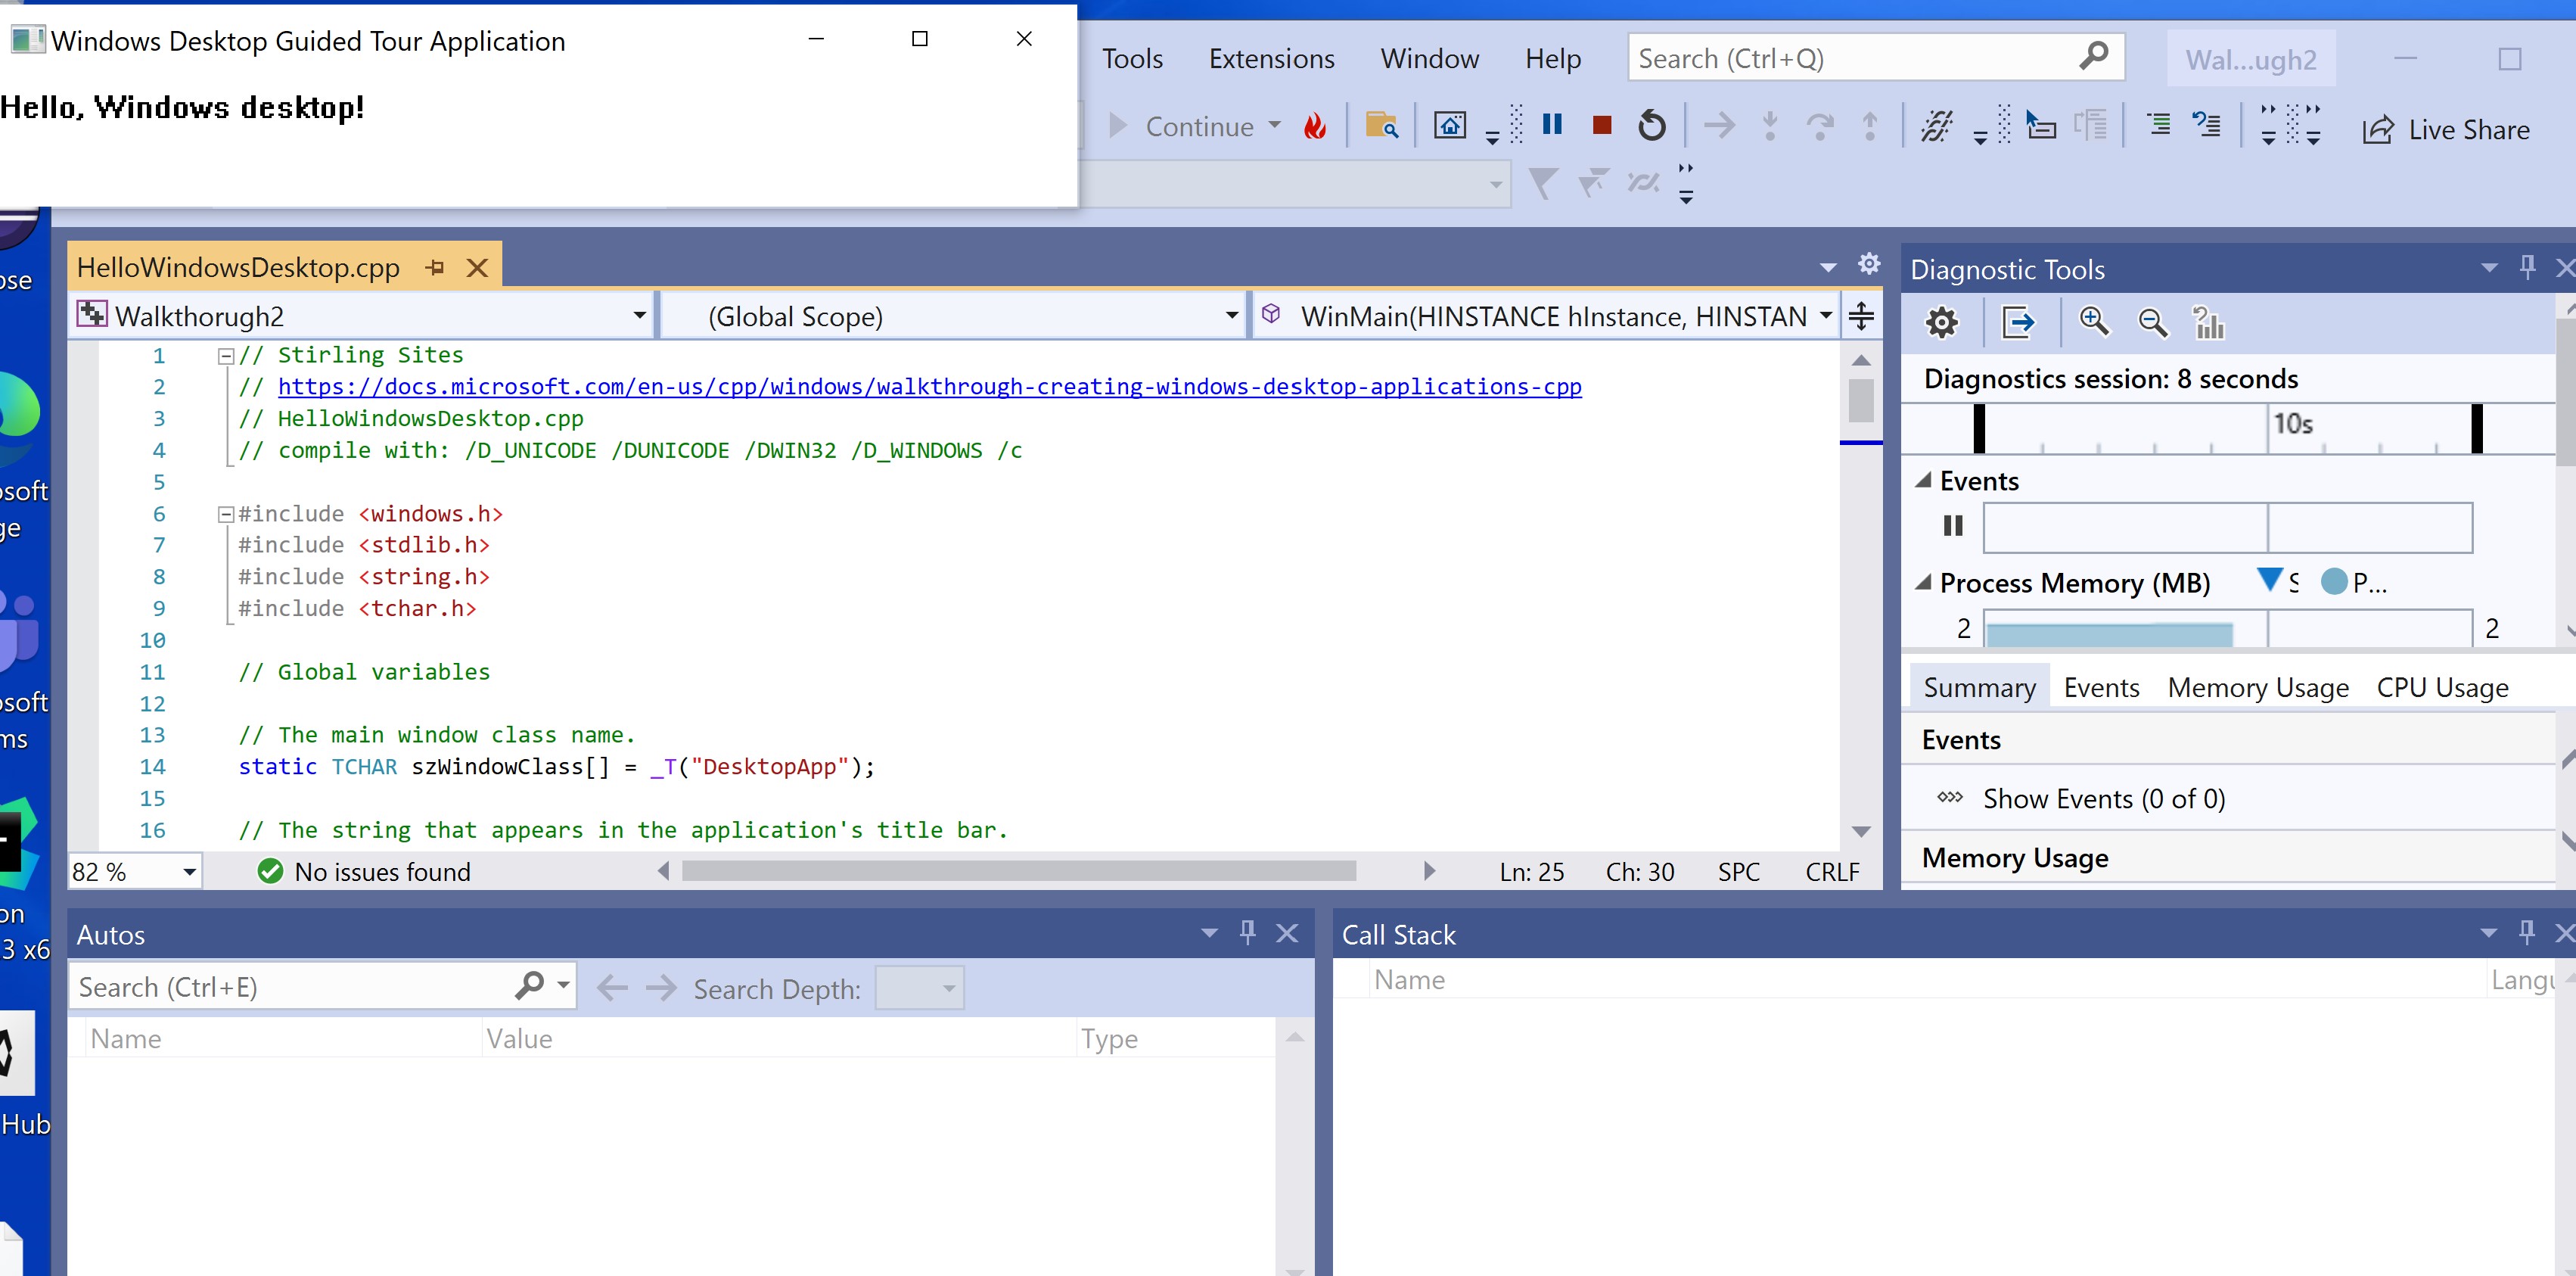 Windows Desktop Guided Tour Application
Hello, Windows desktop!
Tools Extensions Window Help Search (Ctrl+Q) Wal...ugh2
Continue Live Share
HelloWindowsDesktop.cpp
Walkthorugh2 (Global Scope) WinMain(HINSTANCE hInstance, HINSTAN
1 // Stirling Sites
2 // https://docs.microsoft.com/en-us/cpp/windows/walkthrough-creating-windows-desktop-applications-cpp
3 // HelloWindowsDesktop.cpp
4 // compile with: /D_UNICODE /DUNICODE /DWIN32 /D_WINDOWS /c
5
6 #include <windows.h>
7 #include <stdlib.h>
8 #include <string.h>
9 #include <tchar.h>
10
11 // Global variables
12
13 // The main window class name.
14 static TCHAR szWindowClass[] = _T("DesktopApp");
15
16 // The string that appears in the application's title bar.
82 % No issues found Ln: 25 Ch: 30 SPC CRLF
Diagnostic Tools
Diagnostics session: 8 seconds
10s
Events
Process Memory (MB) S P...
2 2
Summary Events Memory Usage CPU Usage
Events
Show Events (0 of 0)
Memory Usage
Autos
Search (Ctrl+E) Search Depth:
Name Value Type
Call Stack
Name Langu
ose
osoft
ge
osoft
ms
on
3 x6
Hub